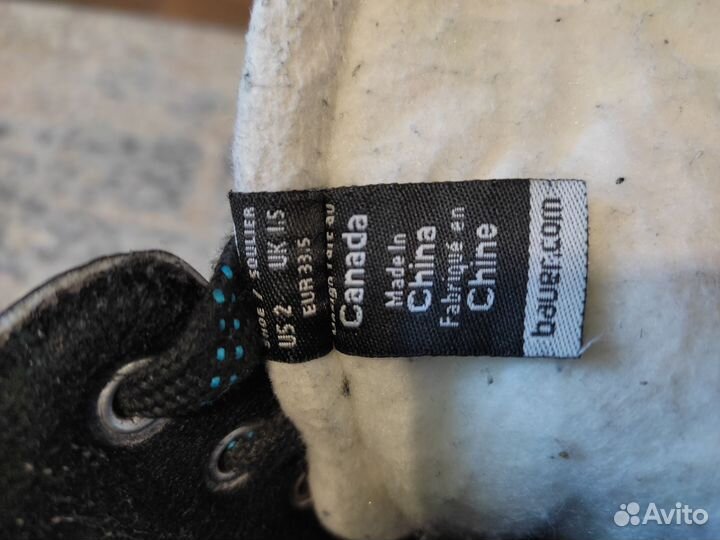 SHOE / SOULIER
US 2 UK 1.5
EUR 33.5
Canada
Made In
China
Fabriqué en
Chine
bauer.com
Avito